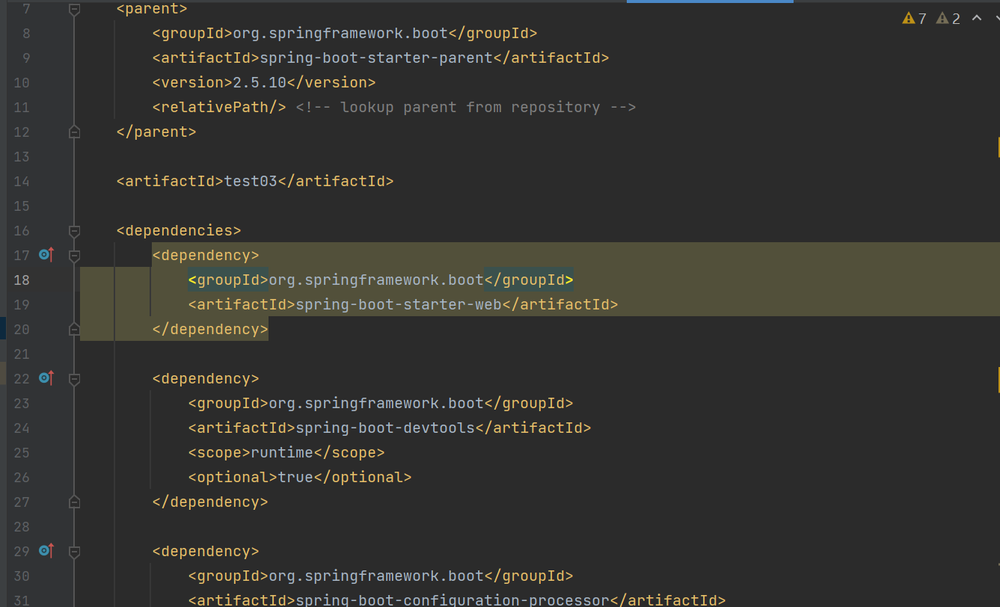 7 <parent>
8 <groupId>org.springframework.boot</groupId>
9 <artifactId>spring-boot-starter-parent</artifactId>
10 <version>2.5.10</version>
11 <relativePath/> <!-- lookup parent from repository -->
12 </parent>
13
14 <artifactId>test03</artifactId>
15
16 <dependencies>
17 <dependency>
18 <groupId>org.springframework.boot</groupId>
19 <artifactId>spring-boot-starter-web</artifactId>
20 </dependency>
21
22 <dependency>
23 <groupId>org.springframework.boot</groupId>
24 <artifactId>spring-boot-devtools</artifactId>
25 <scope>runtime</scope>
26 <optional>true</optional>
27 </dependency>
28
29 <dependency>
30 <groupId>org.springframework.boot</groupId>
31 <artifactId>spring-boot-configuration-processor</artifactId>
7 2